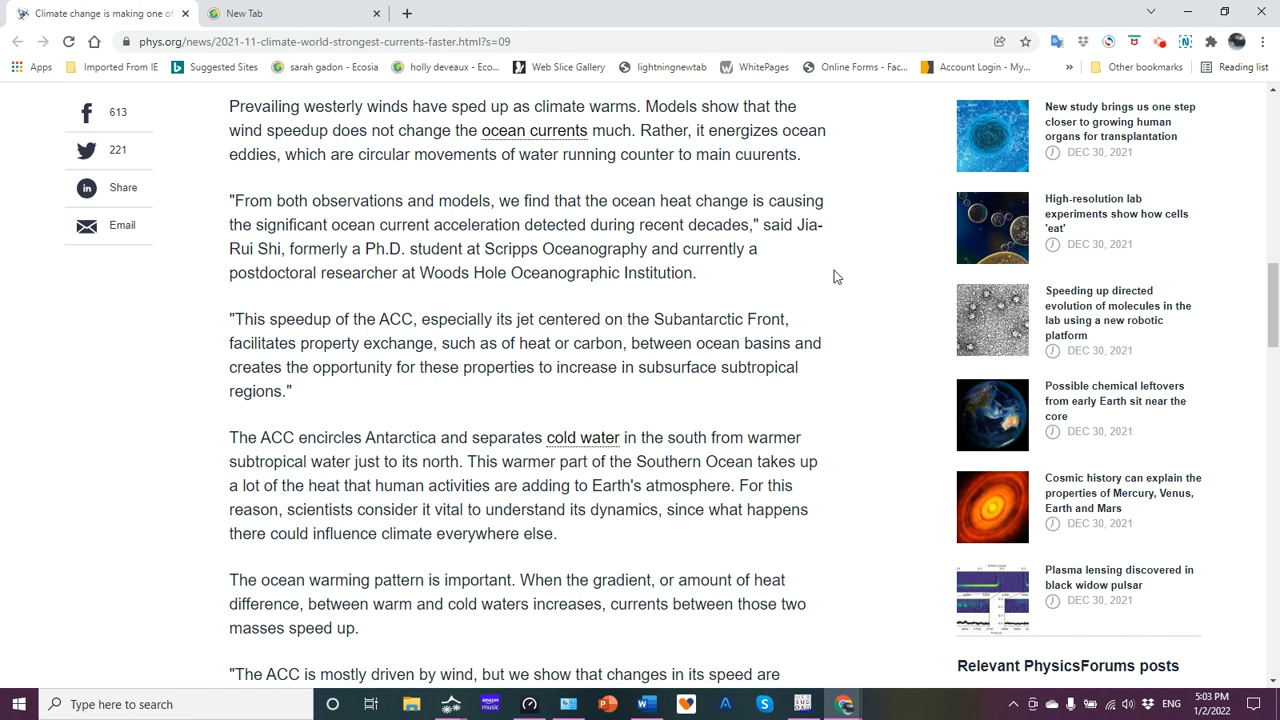 Climate change is making one of
New Tab
phys.org/news/2021-11-climate-world-strongest-currents-faster.html?s=09
Apps
Imported From IE
Suggested Sites
sarah gadon - Ecosia
holly deveaux - Eco...
Web Slice Gallery
lightningnewtab
WhitePages
Online Forms - Fac...
Account Login - My...
»
Other bookmarks
Reading list
613
221
Share
Email
Prevailing westerly winds have sped up as climate warms. Models show that the
wind speedup does not change the ocean currents much. Rather, it energizes ocean
eddies, which are circular movements of water running counter to main cuurents.
"From both observations and models, we find that the ocean heat change is causing
the significant ocean current acceleration detected during recent decades," said Jia-
Rui Shi, formerly a Ph.D. student at Scripps Oceanography and currently a
postdoctoral researcher at Woods Hole Oceanographic Institution.
"This speedup of the ACC, especially its jet centered on the Subantarctic Front,
facilitates property exchange, such as of heat or carbon, between ocean basins and
creates the opportunity for these properties to increase in subsurface subtropical
regions."
The ACC encircles Antarctica and separates cold water in the south from warmer
subtropical water just to its north. This warmer part of the Southern Ocean takes up
a lot of the heat that human activities are adding to Earth's atmosphere. For this
reason, scientists consider it vital to understand its dynamics, since what happens
there could influence climate everywhere else.
The ocean warming pattern is important. When the gradient, or amount of heat
difference, between warm and cold waters increases, currents between those two
masses speed up.
"The ACC is mostly driven by wind, but we show that changes in its speed are
New study brings us one step
closer to growing human
organs for transplantation
DEC 30, 2021
High-resolution lab
experiments show how cells
'eat'
DEC 30, 2021
Speeding up directed
evolution of molecules in the
lab using a new robotic
platform
DEC 30, 2021
Possible chemical leftovers
from early Earth sit near the
core
DEC 30, 2021
Cosmic history can explain the
properties of Mercury, Venus,
Earth and Mars
DEC 30, 2021
Plasma lensing discovered in
black widow pulsar
DEC 30, 2021
Relevant PhysicsForums posts
Type here to search
ENG
5:03 PM
1/2/2022